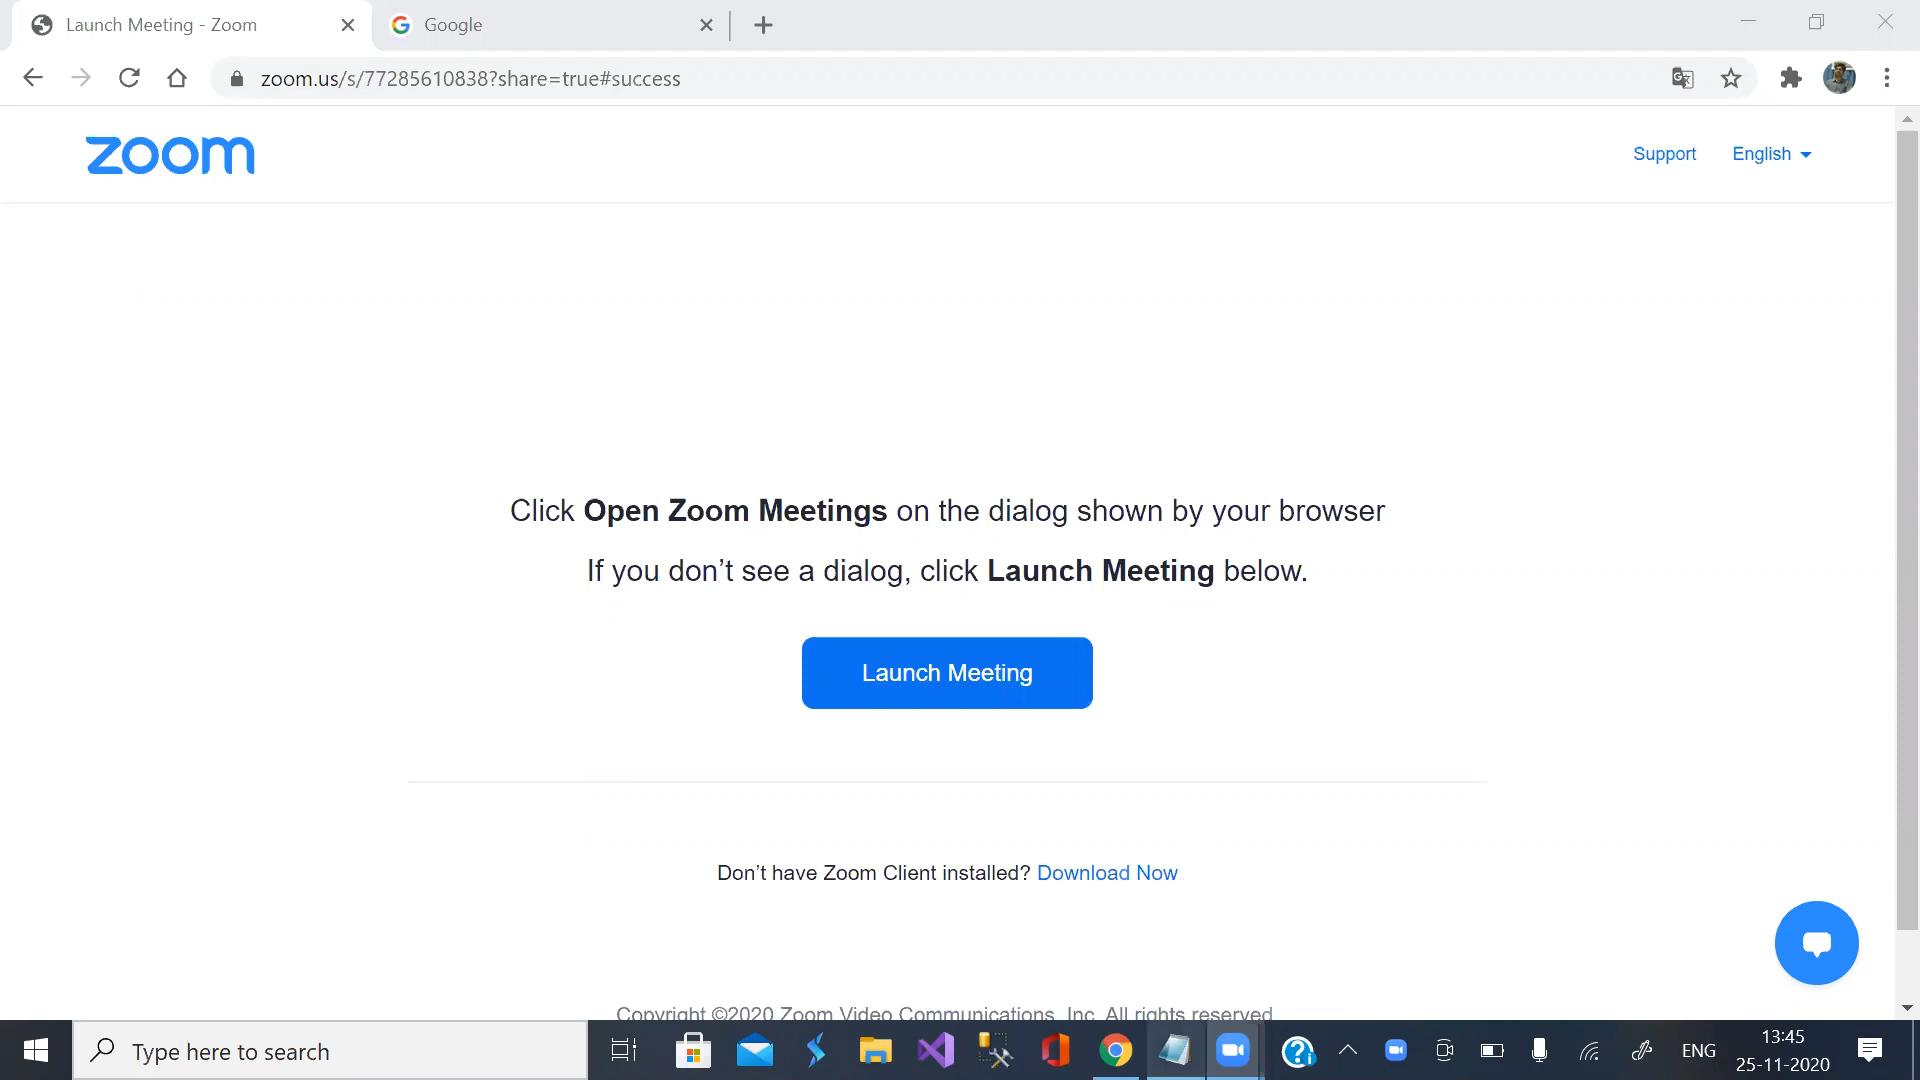 Launch Meeting - Zoom
Google
zoom.us/s/77285610838?share=true#success
zoom
Support
English
Click Open Zoom Meetings on the dialog shown by your browser
If you don’t see a dialog, click Launch Meeting below.
Launch Meeting
Don’t have Zoom Client installed? Download Now
Copyright ©2020 Zoom Video Communications, Inc. All rights reserved
Type here to search
ENG
13:45
25-11-2020